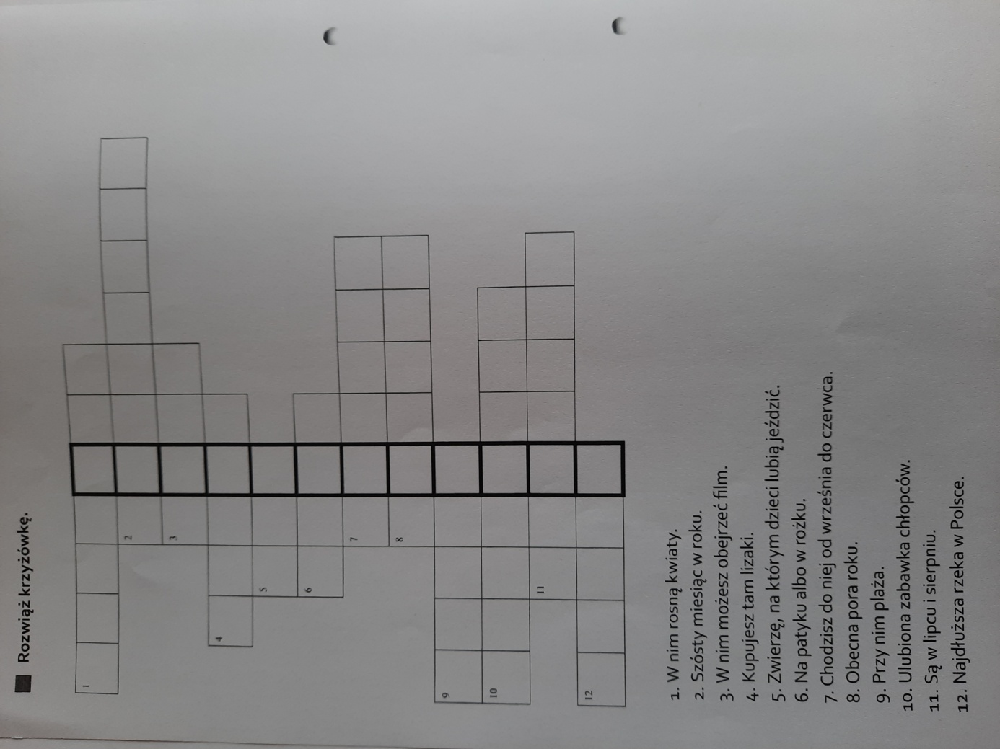 Rozwiąż krzyżówkę.
1
2
3
4
5
6
7
8
9
10
11
12
1. W nim rosną kwiaty.
2. Szósty miesiąc w roku.
3. W nim możesz obejrzeć film.
4. Kupujesz tam lizaki.
5. Zwierzę, na którym dzieci lubią jeździć.
6. Na patyku albo w rożku.
7. Chodzisz do niej od września do czerwca.
8. Obecna pora roku.
9. Przy nim plaża.
10. Ulubiona zabawka chłopców.
11. Są w lipcu i sierpniu.
12. Najdłuższa rzeka w Polsce.